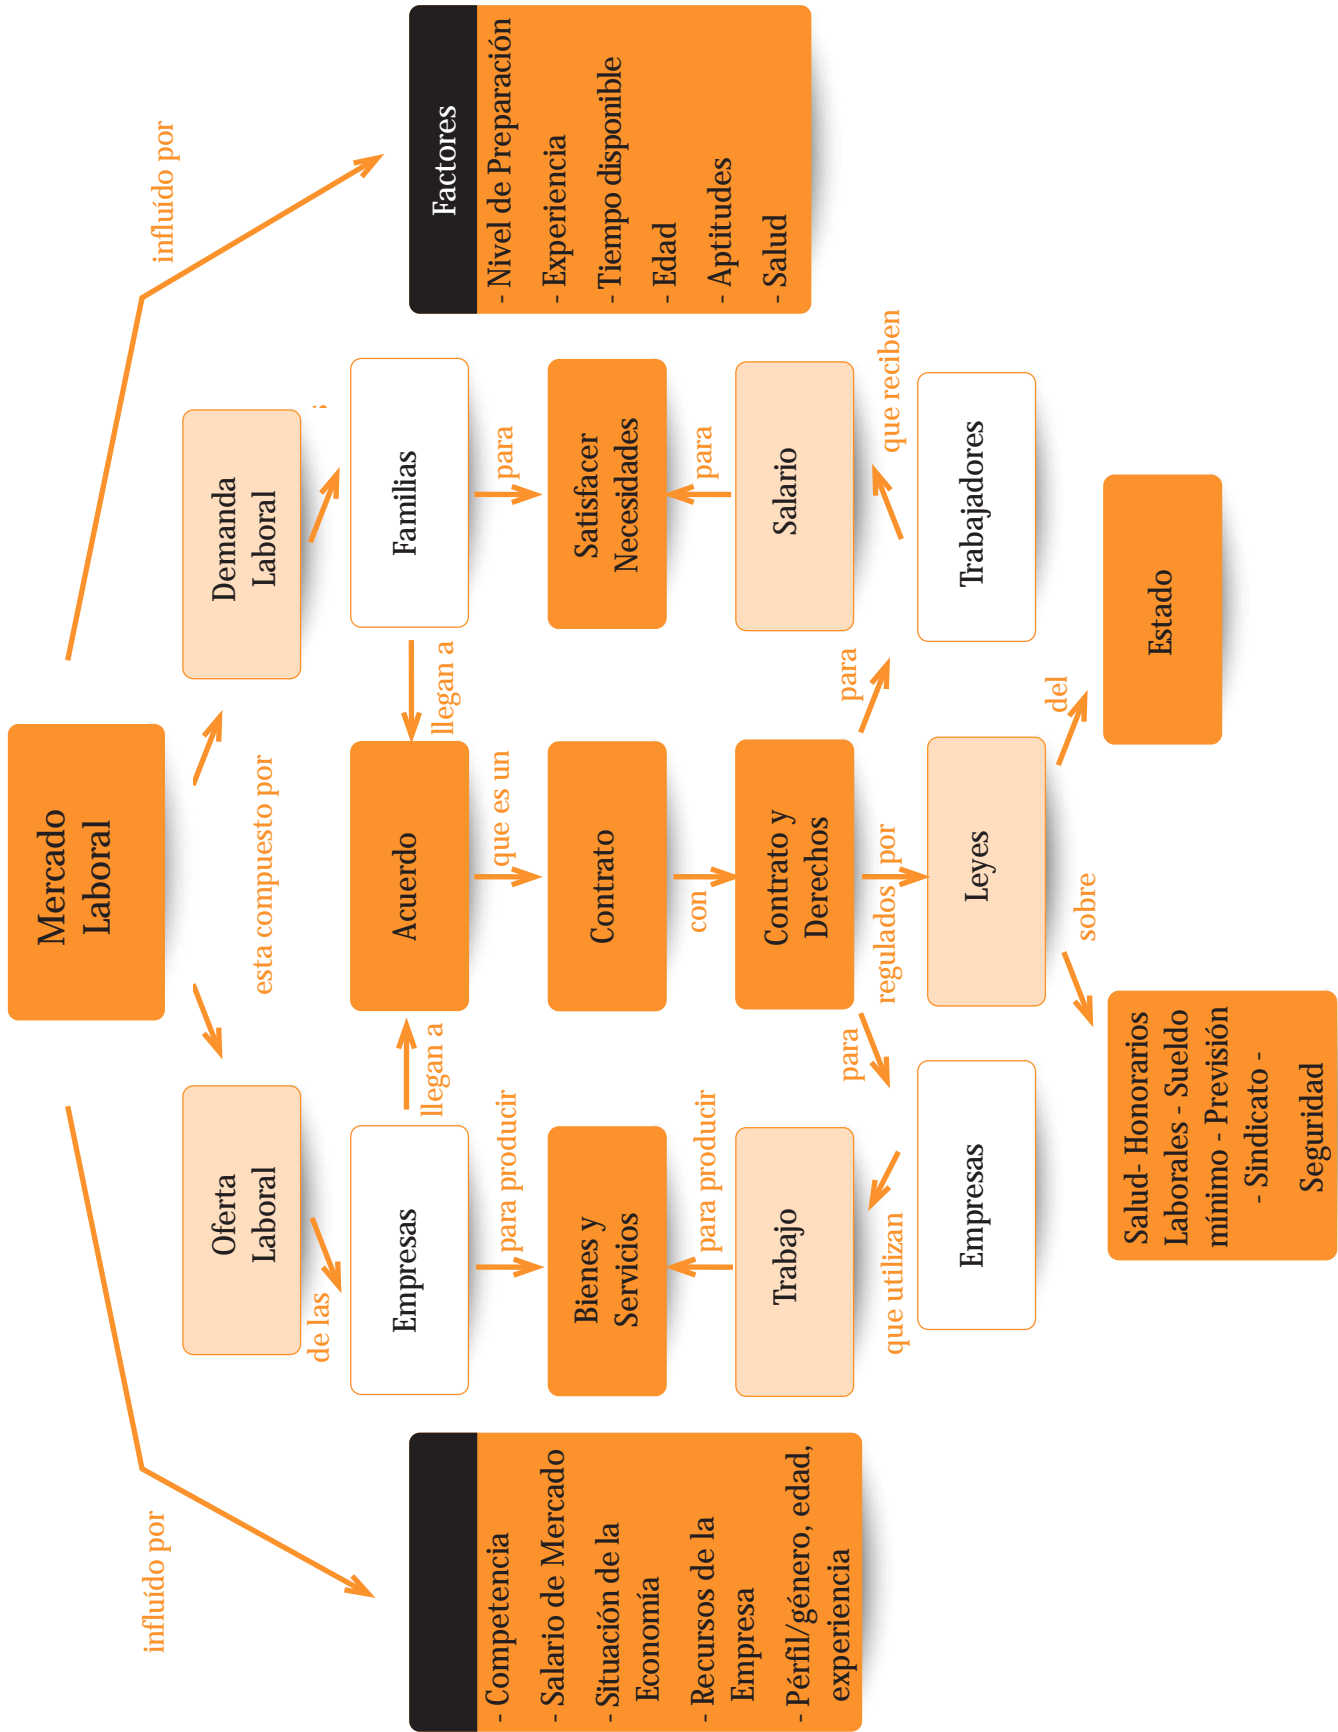 Mercado
Laboral
influído por
influído por
esta compuesto por
Oferta
Laboral
Demanda
Laboral
de las
Empresas
llegan a
Acuerdo
llegan a
Familias
para producir
que es un
para
- Competencia
- Salario de Mercado
- Situación de la
Economía
- Recursos de la
Empresa
- Pérfil/género, edad,
experiencia
Bienes y
Servicios
Contrato
Satisfacer
Necesidades
Factores
- Nivel de Preparación
- Experiencia
- Tiempo disponible
- Edad
- Aptitudes
- Salud
para producir
con
para
Trabajo
Contrato y
Derechos
Salario
que utilizan
para
regulados por
para
que reciben
Empresas
Leyes
Trabajadores
sobre
del
Salud- Honorarios
Laborales - Sueldo
mínimo - Previsión
- Sindicato -
Seguridad
Estado